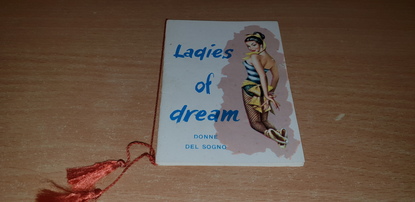 Ladies
of
dream
DONNE
DEL SOGNO